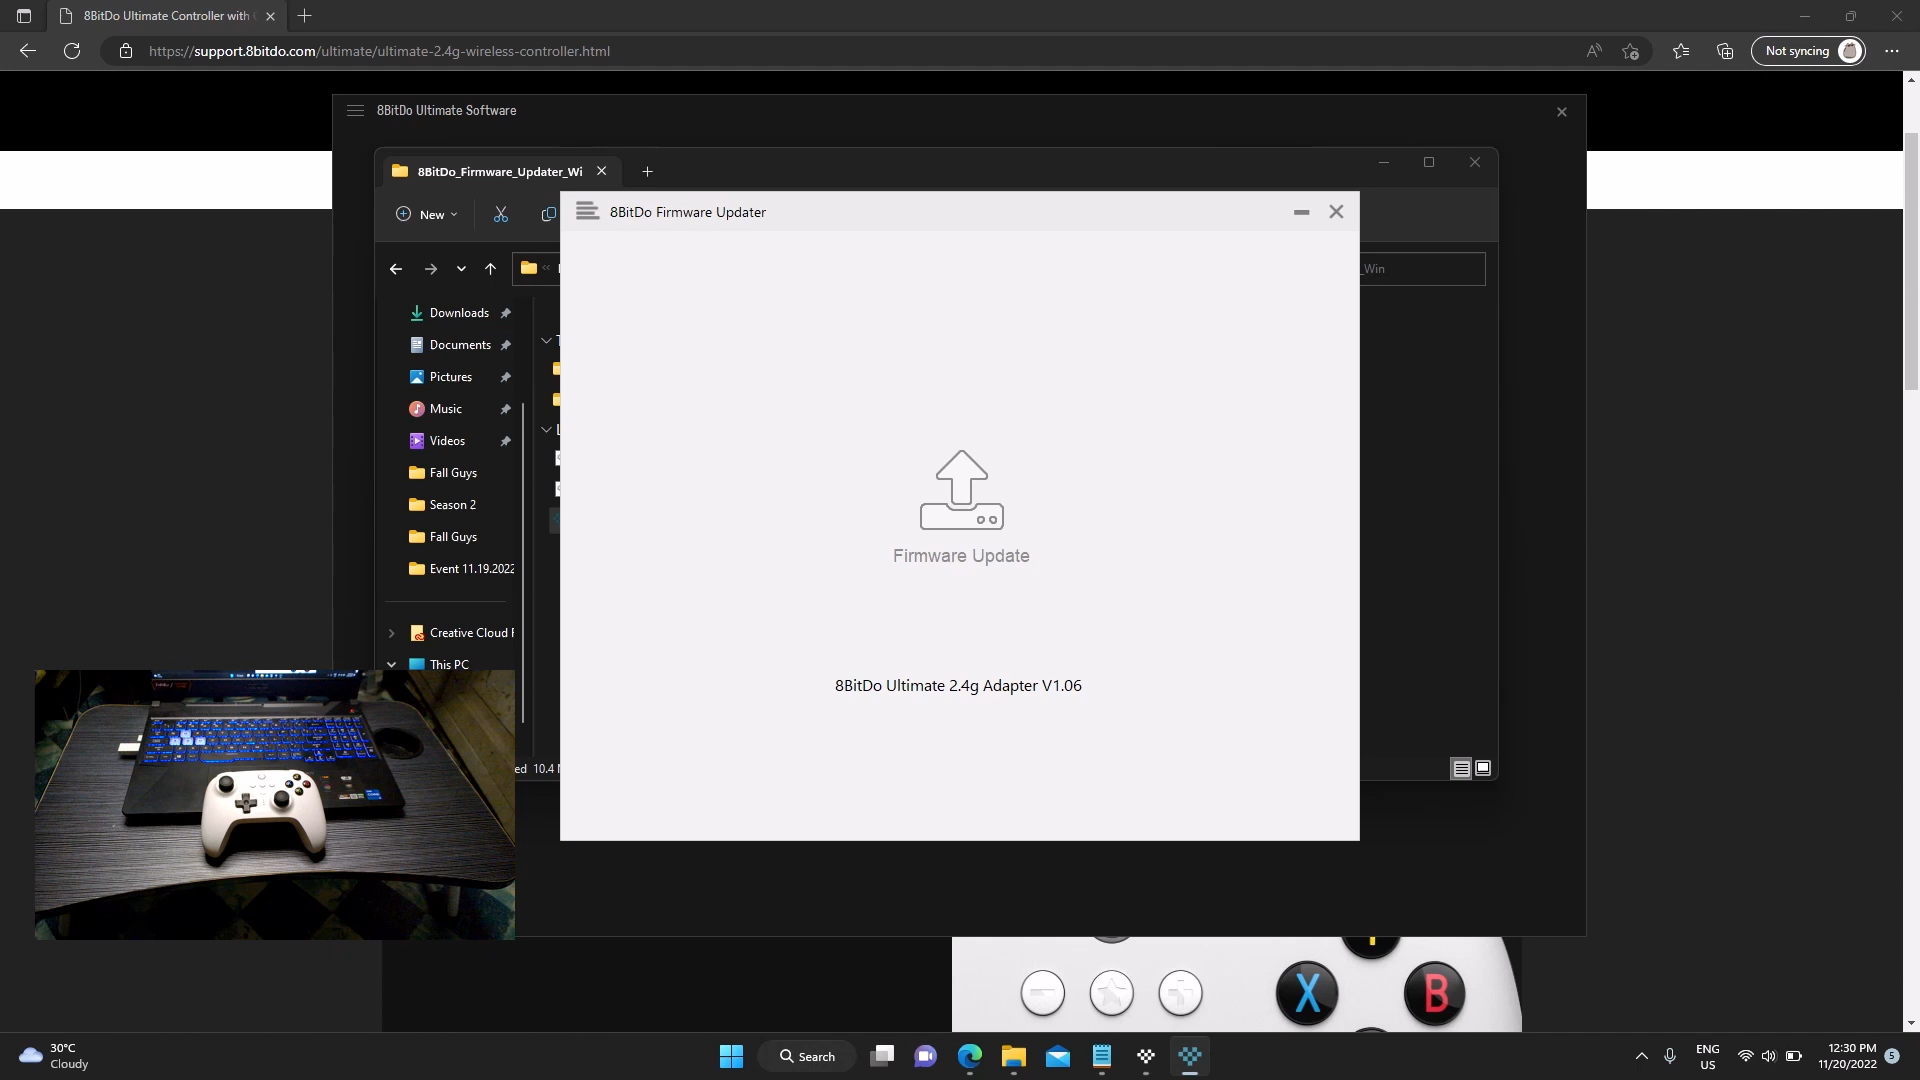 8BitDo Ultimate Controller with
https://support.8bitdo.com/ultimate/ultimate-2.4g-wireless-controller.html
Not syncing
8BitDo Ultimate Software
8BitDo_Firmware_Updater_Wi
New
8BitDo Firmware Updater
_Win
Downloads
Documents
Pictures
Music
Videos
Fall Guys
Season 2
Fall Guys
Event 11.19.2022
Creative Cloud F
This PC
Firmware Update
8BitDo Ultimate 2.4g Adapter V1.06
ed 10.4 M
X
B
30°C
Cloudy
Search
ENG
US
12:30 PM
11/20/2022
5